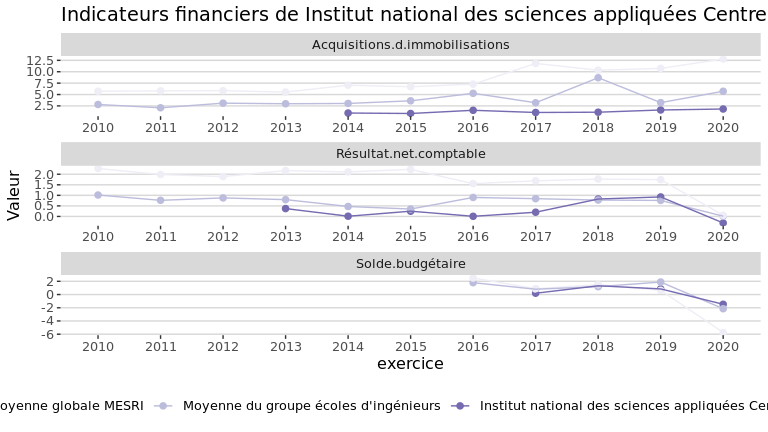 Indicateurs financiers de Institut national des sciences appliquées Centre
Acquisitions.d.immobilisations
12.5
10.0
7.5
5.0
2.5
2010 2011 2012 2013 2014 2015 2016 2017 2018 2019 2020
Résultat.net.comptable
2.0
1.5
1.0
0.5
0.0
2010 2011 2012 2013 2014 2015 2016 2017 2018 2019 2020
Solde.budgétaire
2
0
-2
-4
-6
2010 2011 2012 2013 2014 2015 2016 2017 2018 2019 2020
Valeur
exercice
oyenne globale MESRI Moyenne du groupe écoles d'ingénieurs Institut national des sciences appliquées Cen